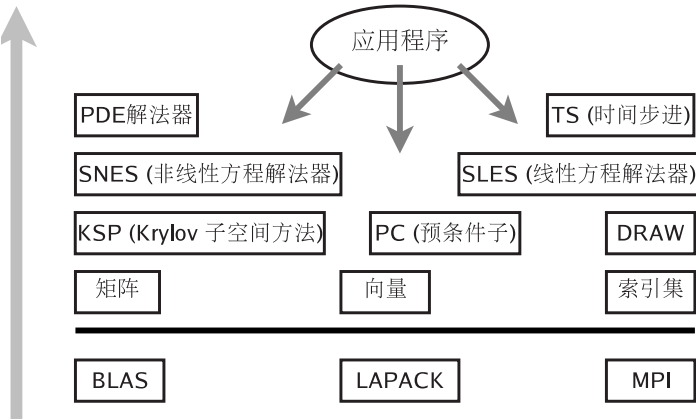 应用程序
PDE解法器
TS (时间步进)
SNES (非线性方程解法器)
SLES (线性方程解法器)
KSP (Krylov 子空间方法)
PC (预条件子)
DRAW
矩阵
向量
索引集
BLAS
LAPACK
MPI